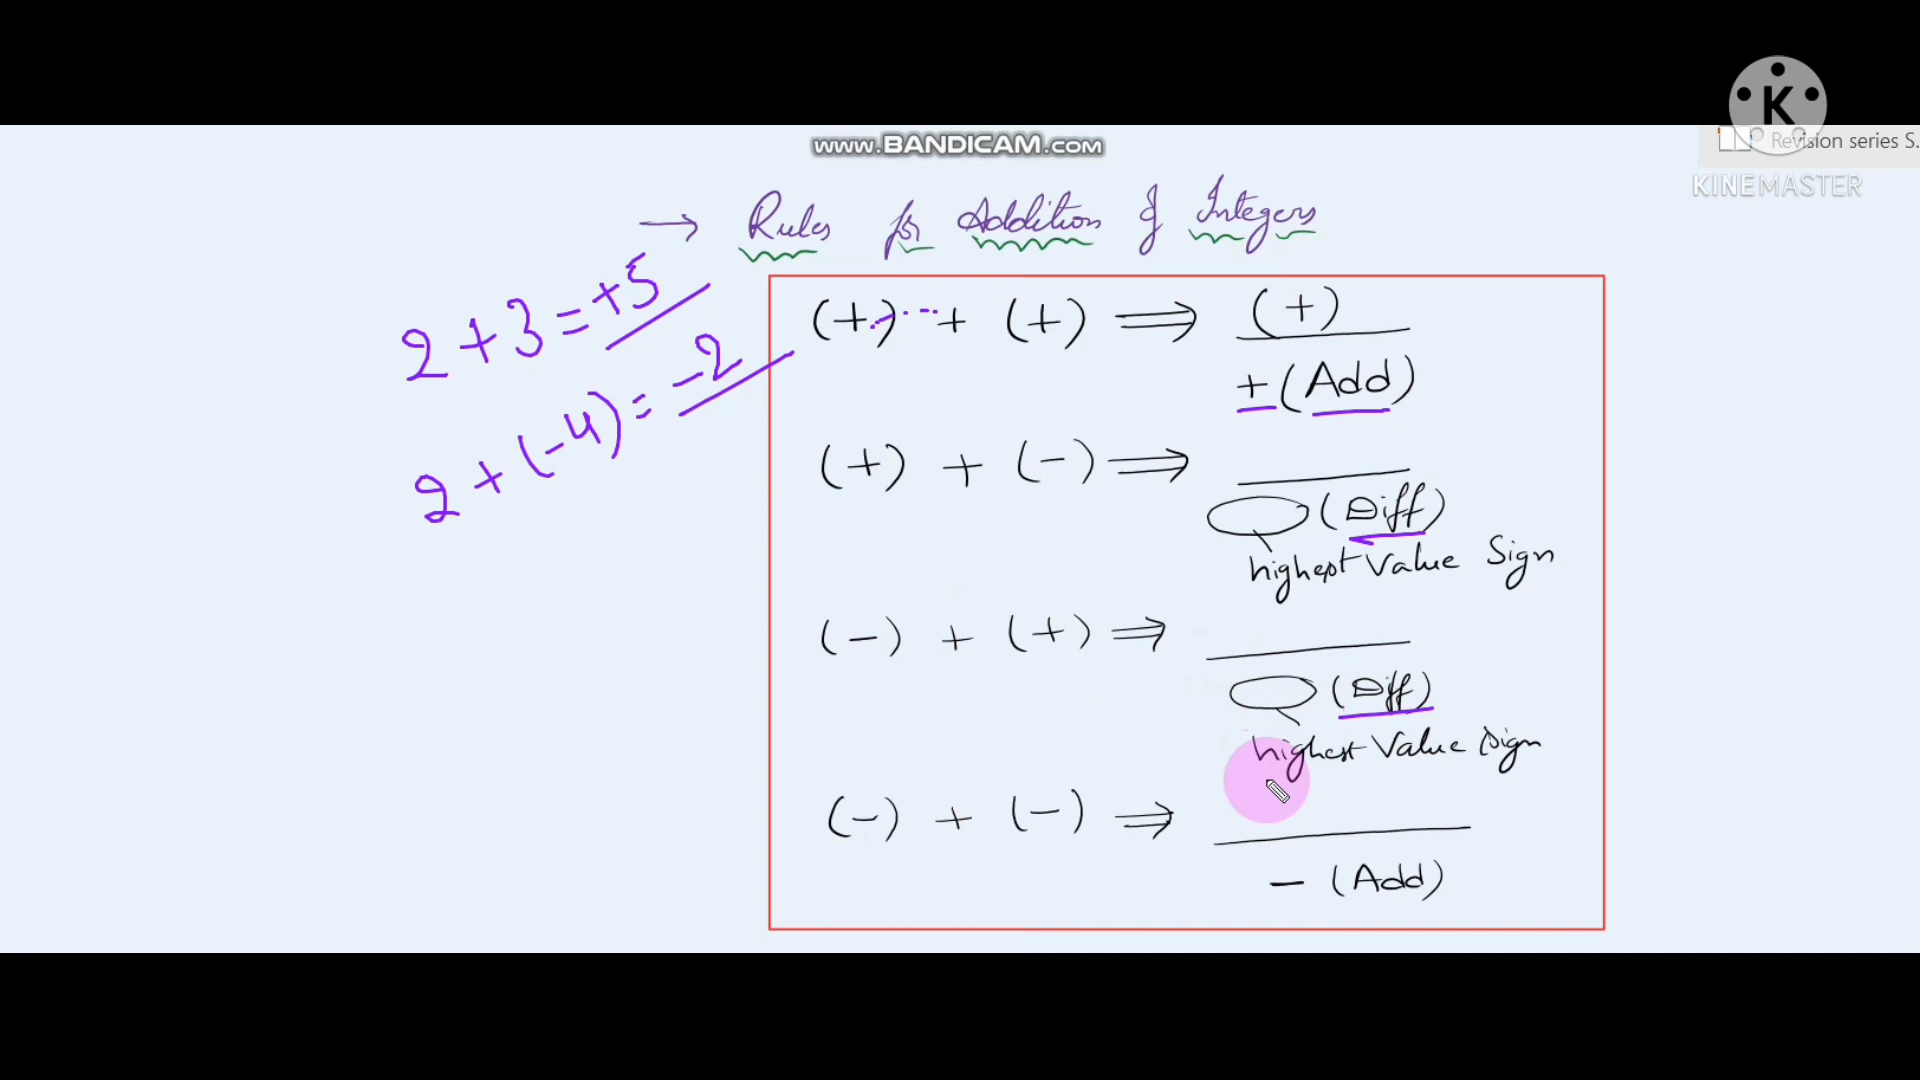 www.BANDICAM.com
Revision series S.
KINEMASTER
→ Rules for Addition of Integers
2 + 3 = +5
2 + (-4) = -2
(+) + (+) ⟹ (+)
+ (Add)
(+) + (-) ⟹
(Diff)
highest Value Sign
(-) + (+) ⟹
(Diff)
highest Value Sign
(-) + (-) ⟹
- (Add)